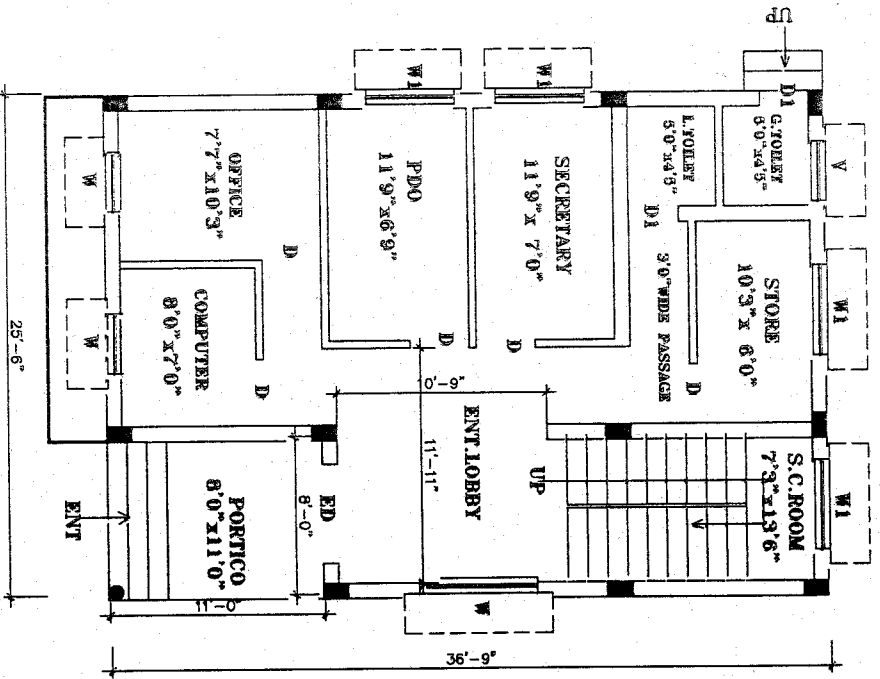 UP
D1
G.TOILET
5'0"x4'5"
V
L.TOILET
5'0"x4'5"
D1
W1
W1
W1
STORE
10'3" x 6'0"
3'0" WIDE PASSAGE
D
SECRETARY
11'9" x 7'0"
D
PDO
11'9"x6'9"
D
OFFICE
7'7"x10'3"
D
W
COMPUTER
8'0"x7'0"
D
W
ENT.LOBBY
0'-9"
11'-11"
UP
S.C.ROOM
7'3"x13'6"
W1
ED
8'-0"
PORTICO
8'0"x11'0"
ENT
11'-0"
W
25'-6"
36'-9"